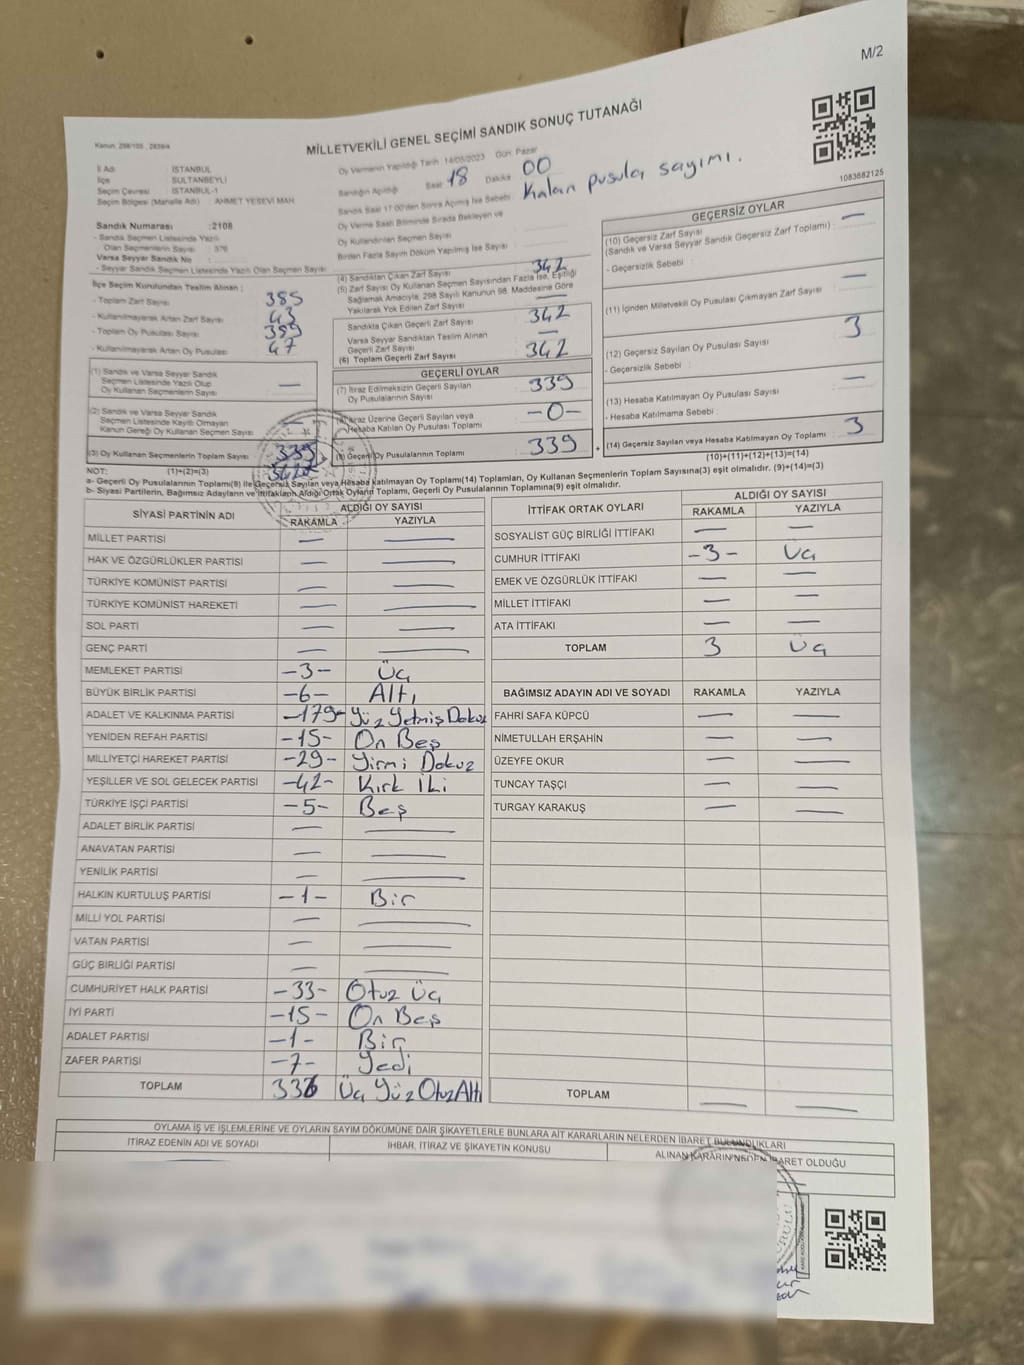 M/2
MİLLETVEKİLİ GENEL SEÇİMİ SANDIK SONUÇ TUTANAĞI
1083882125
İl Adı İSTANBUL
İlçe SULTANBEYLİ
Seçim Çevresi İSTANBUL-1
Seçim Bölgesi (Mahalle Adı) AHMET YESEVİ MAH
Sandık Numarası :2108
- Sandık Seçmen Listesinde Yazılı
Olan Seçmenlerin Sayısı : 376
Varsa Seyyar Sandık No
- Seyyar Sandık Seçmen Listesinde Yazılı Olan Seçmen Sayısı
İlçe Seçim Kurulundan Teslim Alınan ;
- Toplam Zarf Sayısı 385
- Kullanılmayarak Artan Zarf Sayısı 43
- Toplam Oy Pusulası Sayısı 389
- Kullanılmayarak Artan Oy Pusulası 47
(1) Sandık ve Varsa Seyyar Sandık
Seçmen Listesinde Yazılı Olup
Oy Kullanan Seçmenlerin Sayısı —
(2) Sandık ve Varsa Seyyar Sandık
Seçmen Listesinde Kayıtlı Olmayan
Kanun Gereği Oy Kullanan Seçmen Sayısı —
(3) Oy Kullanan Seçmenlerin Toplam Sayısı
(1)+(2)=(3)
Oy Vermenin Yapıldığı Tarih :14/05/2023 Gün: Pazar
Sandığın Açıldığı Saat 18 Dakika 00
Sandık Saat 17:00'den Sonra Açılmış İse Sebebi: Kalan pusula sayımı.
Oy Verme Saati Bitiminde Sırada Bekleyen ve
Oy Kullandırılan Seçmen Sayısı :
Birden Fazla Sayım Döküm Yapılmış İse Sayısı :
(4) Sandıktan Çıkan Zarf Sayısı 342
(5) Zarf Sayısı Oy Kullanan Seçmen Sayısından Fazla İse, Eşitliği
Sağlamak Amacıyla, 298 Sayılı Kanunun 98. Maddesine Göre
Yakılarak Yok Edilen Zarf Sayısı —
Sandıkta Çıkan Geçerli Zarf Sayısı : 342
Varsa Seyyar Sandıktan Teslim Alınan
Geçerli Zarf Sayısı —
(6) Toplam Geçerli Zarf Sayısı : 342
GEÇERLİ OYLAR
(7) İtiraz Edilmeksizin Geçerli Sayılan
Oy Pusulalarının Sayısı 339
İtiraz Üzerine Geçerli Sayılan veya
Hesaba Katılan Oy Pusulası Toplamı -0-
Geçerli Oy Pusulalarının Toplamı : 339
GEÇERSİZ OYLAR
(10) Geçersiz Zarf Sayısı
(Sandık ve Varsa Seyyar Sandık Geçersiz Zarf Toplamı) : —
- Geçersizlik Sebebi :
(11) İçinden Milletvekili Oy Pusulası Çıkmayan Zarf Sayısı —
(12) Geçersiz Sayılan Oy Pusulası Sayısı 3
- Geçersizlik Sebebi :
(13) Hesaba Katılmayan Oy Pusulası Sayısı —
- Hesaba Katılmama Sebebi :
(14) Geçersiz Sayılan veya Hesaba Katılmayan Oy Toplamı : 3
(10)+(11)+(12)+(13)=(14)
NOT:
a- Geçerli Oy Pusulalarının Toplamı(9) ile Geçersiz Sayılan veya Hesaba katılmayan Oy Toplamı(14) Toplamları, Oy Kullanan Seçmenlerin Toplam Sayısına(3) eşit olmalıdır. (9)+(14)=(3)
b- Siyasi Partilerin, Bağımsız Adayların ve İttifakların Aldığı Ortak Oyların Toplamı, Geçerli Oy Pusulalarının Toplamına(9) eşit olmalıdır.
SİYASİ PARTİNİN ADI ALDIĞI OY SAYISI
RAKAMLA YAZIYLA
MİLLET PARTİSİ — —
HAK VE ÖZGÜRLÜKLER PARTİSİ — —
TÜRKİYE KOMÜNİST PARTİSİ — —
TÜRKİYE KOMÜNİST HAREKETİ — —
SOL PARTİ — —
GENÇ PARTİ — —
MEMLEKET PARTİSİ -3- Üç
BÜYÜK BİRLİK PARTİSİ -6- Altı
ADALET VE KALKINMA PARTİSİ -179- Yüz Yetmiş Dokuz
YENİDEN REFAH PARTİSİ -15- On Beş
MİLLİYETÇİ HAREKET PARTİSİ -29- Yirmi Dokuz
YEŞİLLER VE SOL GELECEK PARTİSİ -42- Kırk İki
TÜRKİYE İŞÇİ PARTİSİ -5- Beş
ADALET BİRLİK PARTİSİ — —
ANAVATAN PARTİSİ — —
YENİLİK PARTİSİ — —
HALKIN KURTULUŞ PARTİSİ -1- Bir
MİLLİ YOL PARTİSİ — —
VATAN PARTİSİ — —
GÜÇ BİRLİĞİ PARTİSİ — —
CUMHURİYET HALK PARTİSİ -33- Otuz Üç
İYİ PARTİ -15- On Beş
ADALET PARTİSİ -1- Bir
ZAFER PARTİSİ -7- Yedi
TOPLAM 336 Üç Yüz Otuz Altı
İTTİFAK ORTAK OYLARI ALDIĞI OY SAYISI
RAKAMLA YAZIYLA
SOSYALİST GÜÇ BİRLİĞİ İTTİFAKI — —
CUMHUR İTTİFAKI -3- Üç
EMEK VE ÖZGÜRLÜK İTTİFAKI — —
MİLLET İTTİFAKI — —
ATA İTTİFAKI — —
TOPLAM 3 Üç
BAĞIMSIZ ADAYIN ADI VE SOYADI RAKAMLA YAZIYLA
FAHRİ SAFA KÜPCÜ — —
NİMETULLAH ERŞAHİN — —
ÜZEYFE OKUR — —
TUNCAY TAŞÇI — —
TURGAY KARAKUŞ — —
TOPLAM — —
OYLAMA İŞ VE İŞLEMLERİNE VE OYLARIN SAYIM DÖKÜMÜNE DAİR ŞİKAYETLERLE BUNLARA AİT KARARLARIN NELERDEN İBARET BULUNDUKLARI
İTİRAZ EDENİN ADI VE SOYADI İHBAR, İTİRAZ VE ŞİKAYETİN KONUSU ALINAN KARARIN NEDEN İBARET OLDUĞU